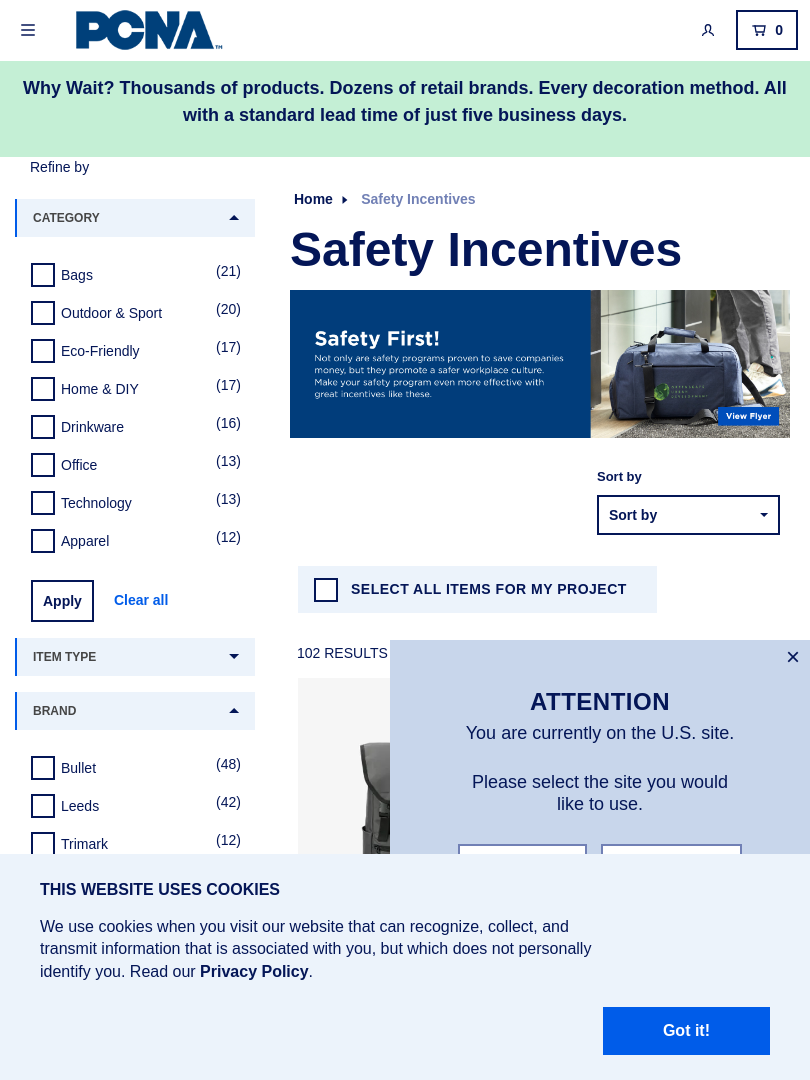 PCNA™
0
Why Wait? Thousands of products. Dozens of retail brands. Every decoration method. All
with a standard lead time of just five business days.
Refine by
CATEGORY
Bags (21)
Outdoor & Sport (20)
Eco-Friendly (17)
Home & DIY (17)
Drinkware (16)
Office (13)
Technology (13)
Apparel (12)
Apply Clear all
ITEM TYPE
BRAND
Bullet (48)
Leeds (42)
Trimark (12)
Home Safety Incentives
Safety Incentives
Safety First!
Not only are safety programs proven to save companies
money, but they promote a safer workplace culture.
Make your safety program even more effective with
great incentives like these.
View Flyer
Sort by
Sort by
SELECT ALL ITEMS FOR MY PROJECT
102 RESULTS
ATTENTION
You are currently on the U.S. site.
Please select the site you would
like to use.
THIS WEBSITE USES COOKIES
We use cookies when you visit our website that can recognize, collect, and
transmit information that is associated with you, but which does not personally
identify you. Read our Privacy Policy.
Got it!